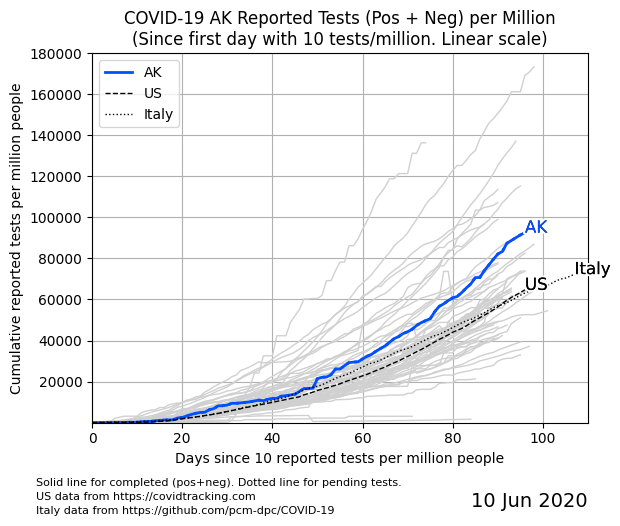 COVID-19 AK Reported Tests (Pos + Neg) per Million
(Since first day with 10 tests/million. Linear scale)
Cumulative reported tests per million people
180000
160000
140000
120000
100000
80000
60000
40000
20000
AK
US
Italy
AK
Italy
US
0
20
40
60
80
100
Days since 10 reported tests per million people
Solid line for completed (pos+neg). Dotted line for pending tests.
US data from https://covidtracking.com
Italy data from https://github.com/pcm-dpc/COVID-19
10 Jun 2020